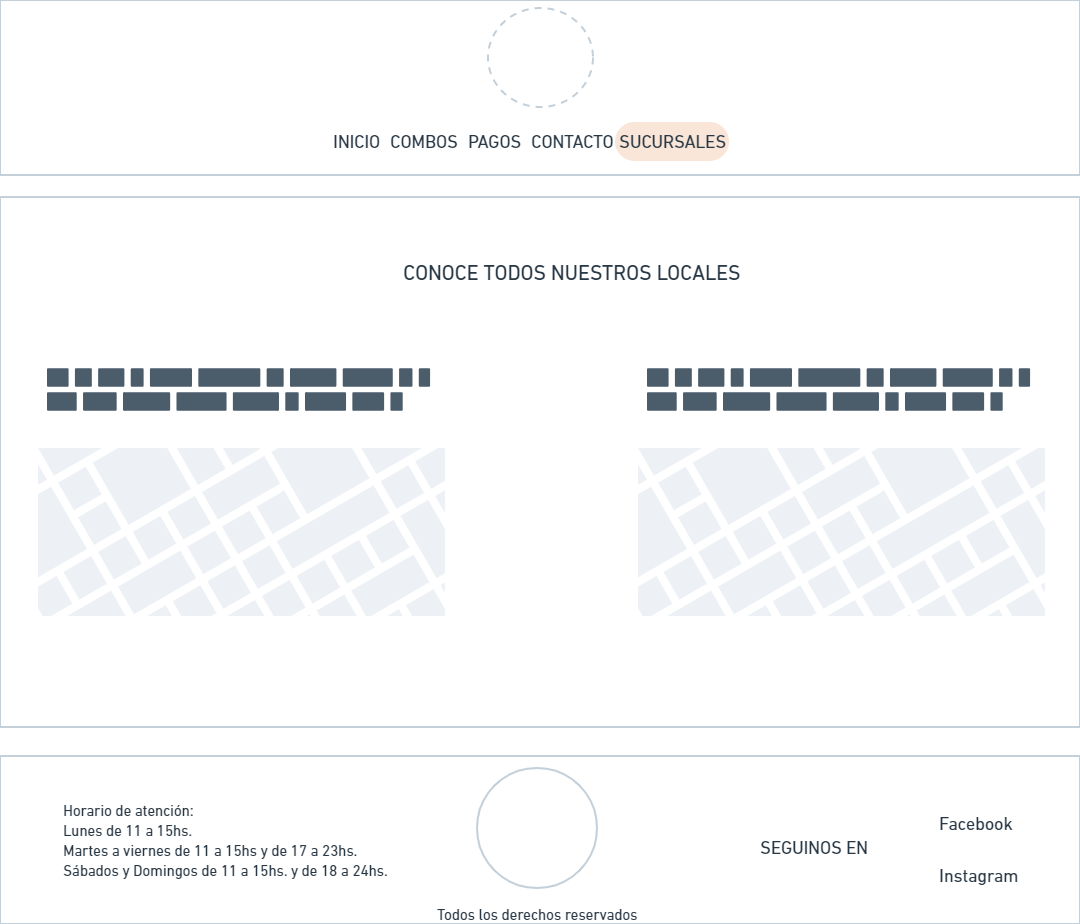 INICIO COMBOS PAGOS CONTACTO SUCURSALES
CONOCE TODOS NUESTROS LOCALES
Horario de atención:
Lunes de 11 a 15hs.
Martes a viernes de 11 a 15hs y de 17 a 23hs.
Sábados y Domingos de 11 a 15hs. y de 18 a 24hs.
SEGUINOS EN
Facebook
Instagram
Todos los derechos reservados